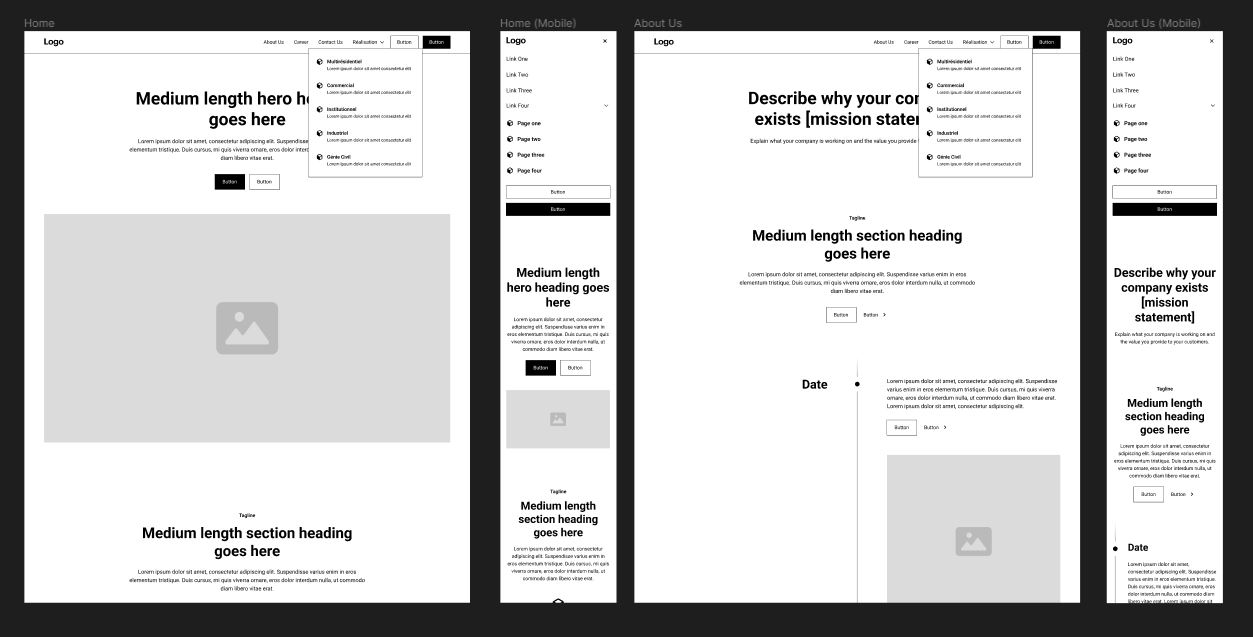 Home
Logo
About Us
Career
Contact Us
Réalisation
Button
Button
Multirésidentiel
Lorem ipsum dolor sit amet consectetur elit
Commercial
Lorem ipsum dolor sit amet consectetur elit
Institutionnel
Lorem ipsum dolor sit amet consectetur elit
Industriel
Lorem ipsum dolor sit amet consectetur elit
Génie Civil
Lorem ipsum dolor sit amet consectetur elit
Medium length hero h
goes here
Lorem ipsum dolor sit amet, consectetur adipiscing elit. Suspendisse
elementum tristique. Duis cursus, mi quis viverra ornare, eros dolor inter
diam libero vitae erat.
Button
Button
Tagline
Medium length section heading
goes here
Lorem ipsum dolor sit amet, consectetur adipiscing elit. Suspendisse varius enim in eros
elementum tristique. Duis cursus, mi quis viverra ornare, eros dolor interdum nulla, ut commodo
diam libero vitae erat.
Home (Mobile)
Logo
Link One
Link Two
Link Three
Link Four
Page one
Page two
Page three
Page four
Button
Button
Medium length
hero heading goes
here
Lorem ipsum dolor sit amet, consectetur
adipiscing elit. Suspendisse varius enim in
eros elementum tristique. Duis cursus, mi quis
viverra ornare, eros dolor interdum nulla, ut
commodo diam libero vitae erat.
Button
Button
Tagline
Medium length
section heading
goes here
Lorem ipsum dolor sit amet, consectetur
adipiscing elit. Suspendisse varius enim in
eros elementum tristique. Duis cursus, mi quis
viverra ornare, eros dolor interdum nulla, ut
commodo diam libero vitae erat.
About Us
Logo
About Us
Career
Contact Us
Réalisation
Button
Button
Multirésidentiel
Lorem ipsum dolor sit amet consectetur elit
Commercial
Lorem ipsum dolor sit amet consectetur elit
Institutionnel
Lorem ipsum dolor sit amet consectetur elit
Industriel
Lorem ipsum dolor sit amet consectetur elit
Génie Civil
Lorem ipsum dolor sit amet consectetur elit
Describe why your co
exists [mission state
Explain what your company is working on and the value you provide
Tagline
Medium length section heading
goes here
Lorem ipsum dolor sit amet, consectetur adipiscing elit. Suspendisse varius enim in eros
elementum tristique. Duis cursus, mi quis viverra ornare, eros dolor interdum nulla, ut commodo
diam libero vitae erat.
Button
Button
Date
Lorem ipsum dolor sit amet, consectetur adipiscing elit. Suspendisse
varius enim in eros elementum tristique. Duis cursus, mi quis viverra
ornare, eros dolor interdum nulla, ut commodo diam libero vitae erat.
Lorem ipsum dolor sit amet, consectetur adipiscing elit.
Button
Button
About Us (Mobile)
Logo
Link One
Link Two
Link Three
Link Four
Page one
Page two
Page three
Page four
Button
Button
Describe why your
company exists
[mission
statement]
Explain what your company is working on and
the value you provide to your customers.
Tagline
Medium length
section heading
goes here
Lorem ipsum dolor sit amet, consectetur
adipiscing elit. Suspendisse varius enim in
eros elementum tristique. Duis cursus, mi quis
viverra ornare, eros dolor interdum nulla, ut
commodo diam libero vitae erat.
Button
Button
Date
Lorem ipsum dolor sit amet,
consectetur adipiscing elit.
Suspendisse varius enim in eros
elementum tristique. Duis cursus,
mi quis viverra ornare, eros
dolor interdum nulla, ut commodo